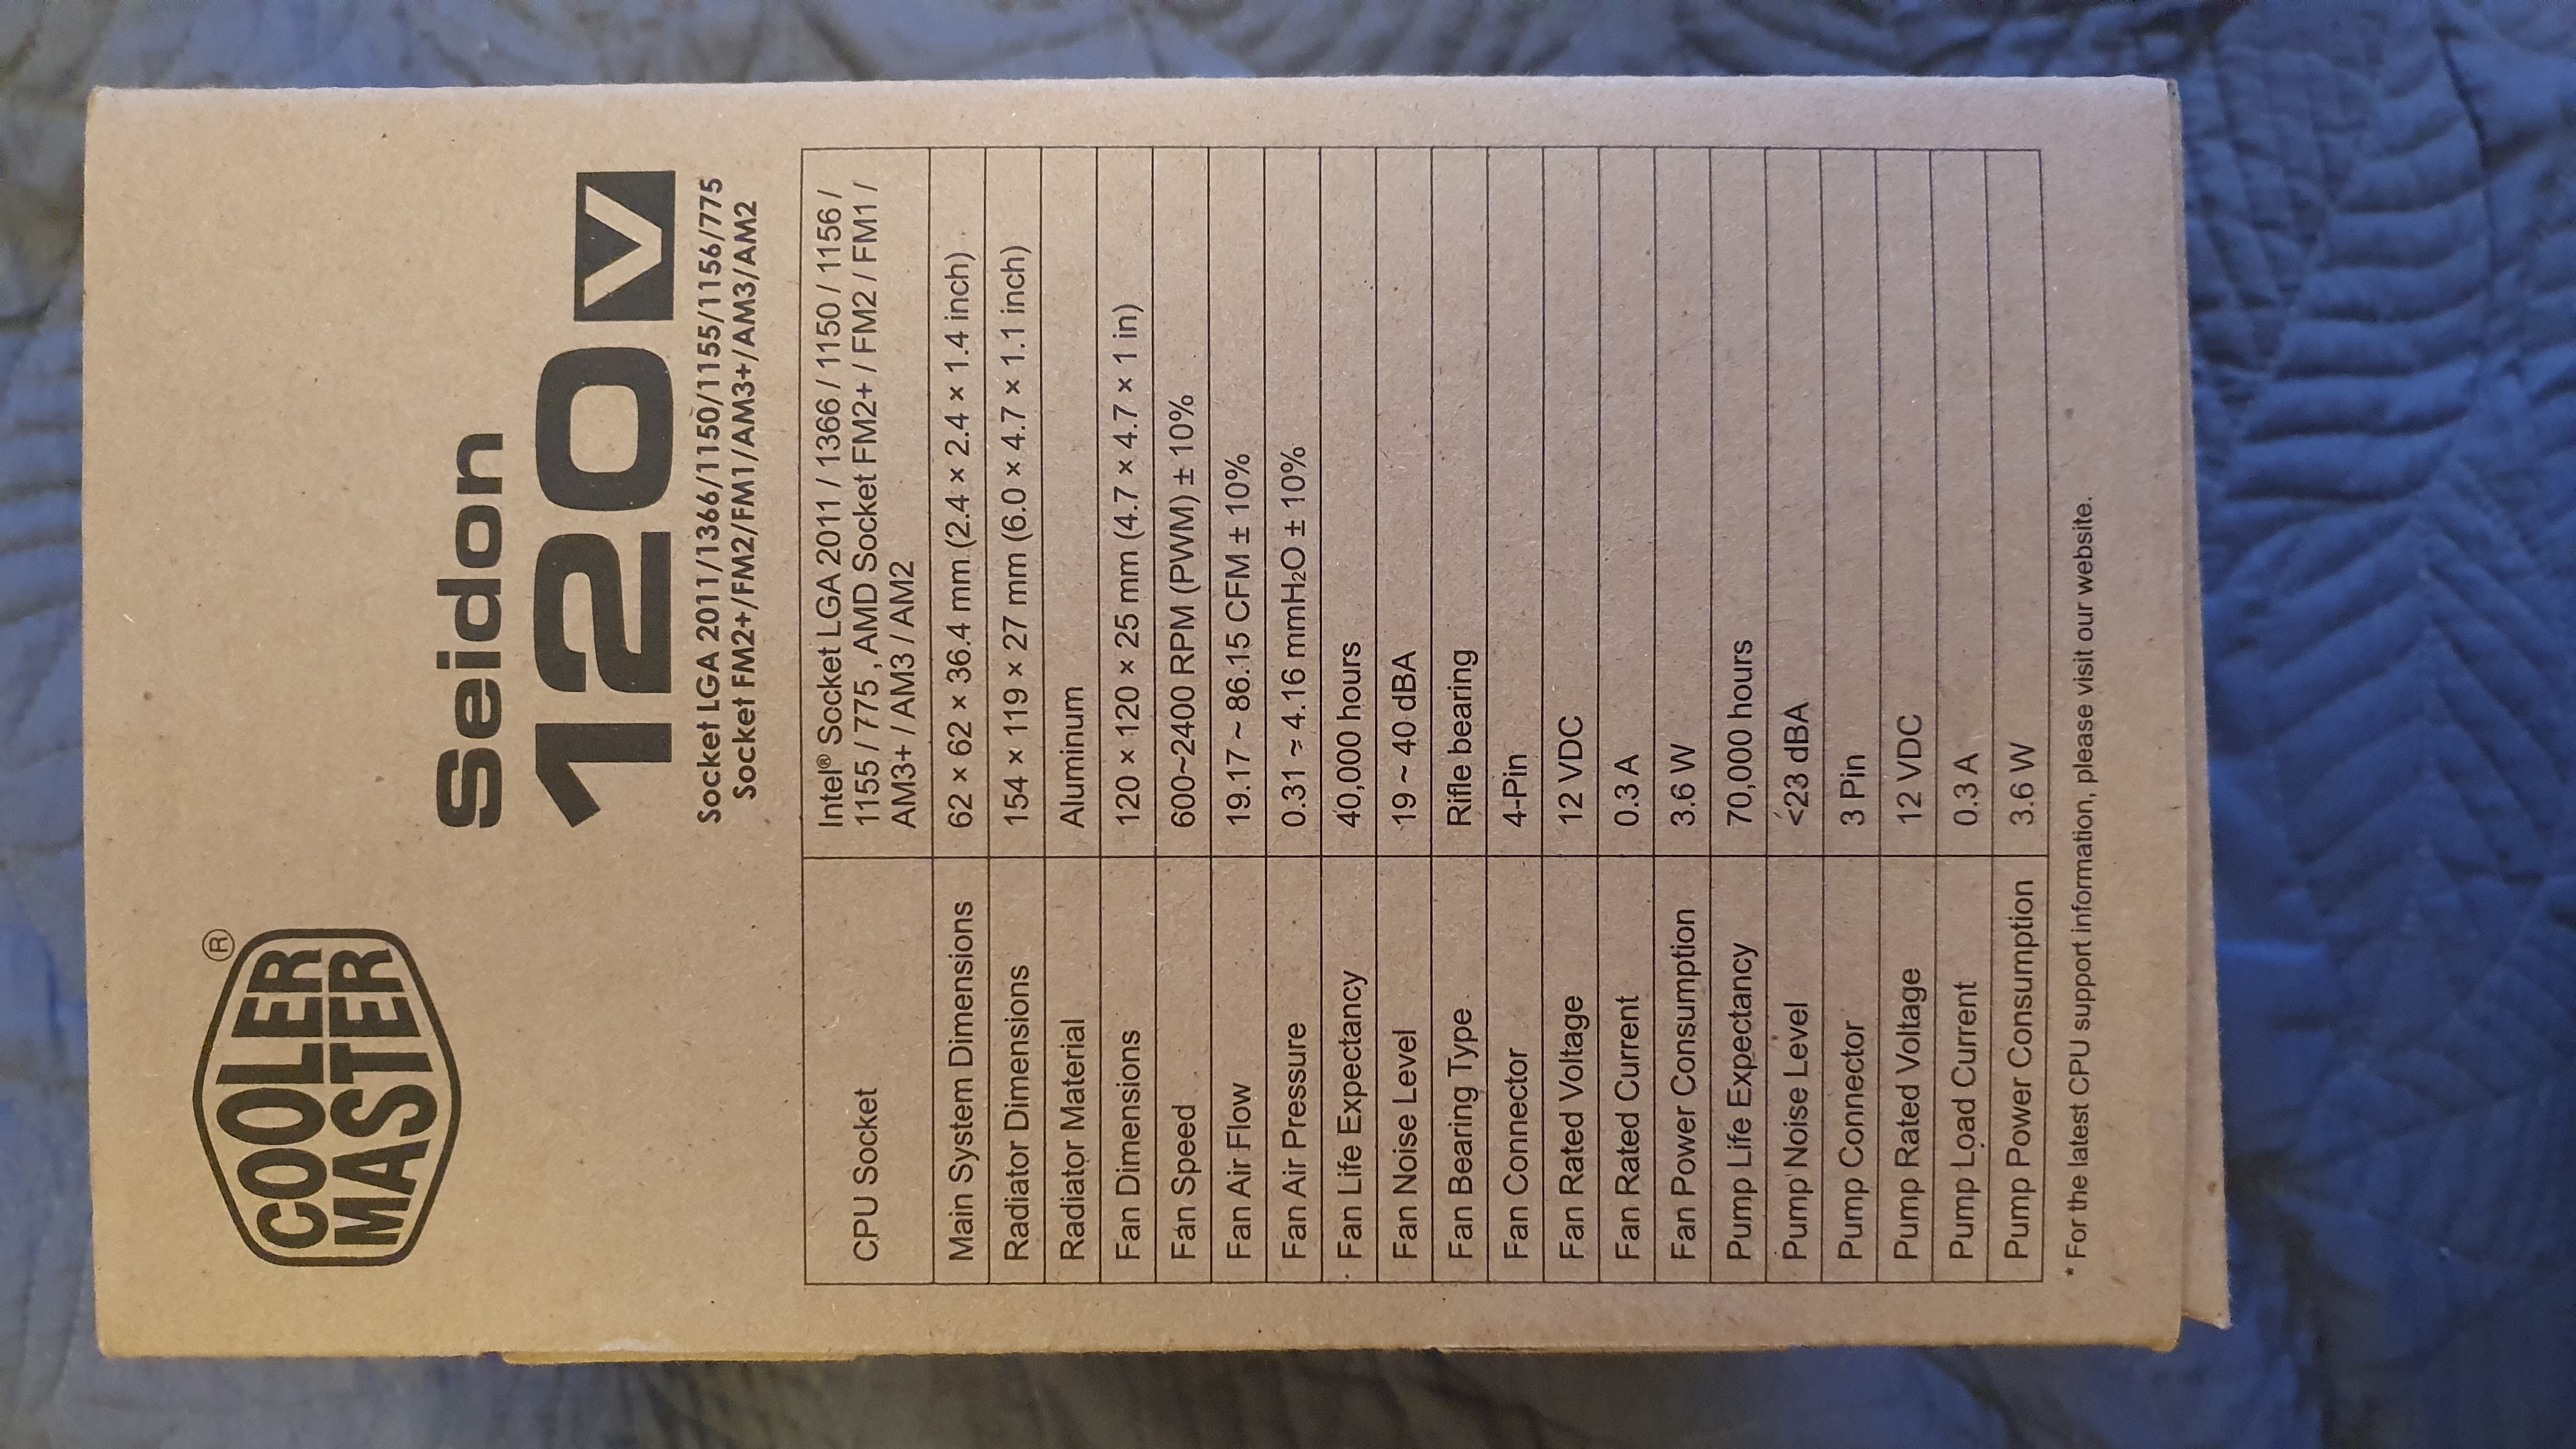 COOLER
MASTER
®
Seidon
120V
Socket LGA 2011/1366/1150/1155/1156/775
Socket FM2+/FM2/FM1/AM3+/AM3/AM2
CPU Socket Intel® Socket LGA 2011 / 1366 / 1150 / 1156 /
1155 / 775 , AMD Socket FM2+ / FM2 / FM1 /
AM3+ / AM3 / AM2
Main System Dimensions 62 × 62 × 36.4 mm (2.4 × 2.4 × 1.4 inch)
Radiator Dimensions 154 × 119 × 27 mm (6.0 × 4.7 × 1.1 inch)
Radiator Material Aluminum
Fan Dimensions 120 × 120 × 25 mm (4.7 × 4.7 × 1 in)
Fan Speed 600~2400 RPM (PWM) ± 10%
Fan Air Flow 19.17 ~ 86.15 CFM ± 10%
Fan Air Pressure 0.31 ~ 4.16 mmH₂O ± 10%
Fan Life Expectancy 40,000 hours
Fan Noise Level 19 ~ 40 dBA
Fan Bearing Type Rifle bearing
Fan Connector 4-Pin
Fan Rated Voltage 12 VDC
Fan Rated Current 0.3 A
Fan Power Consumption 3.6 W
Pump Life Expectancy 70,000 hours
Pump Noise Level <23 dBA
Pump Connector 3 Pin
Pump Rated Voltage 12 VDC
Pump Load Current 0.3 A
Pump Power Consumption 3.6 W
* For the latest CPU support information, please visit our website.